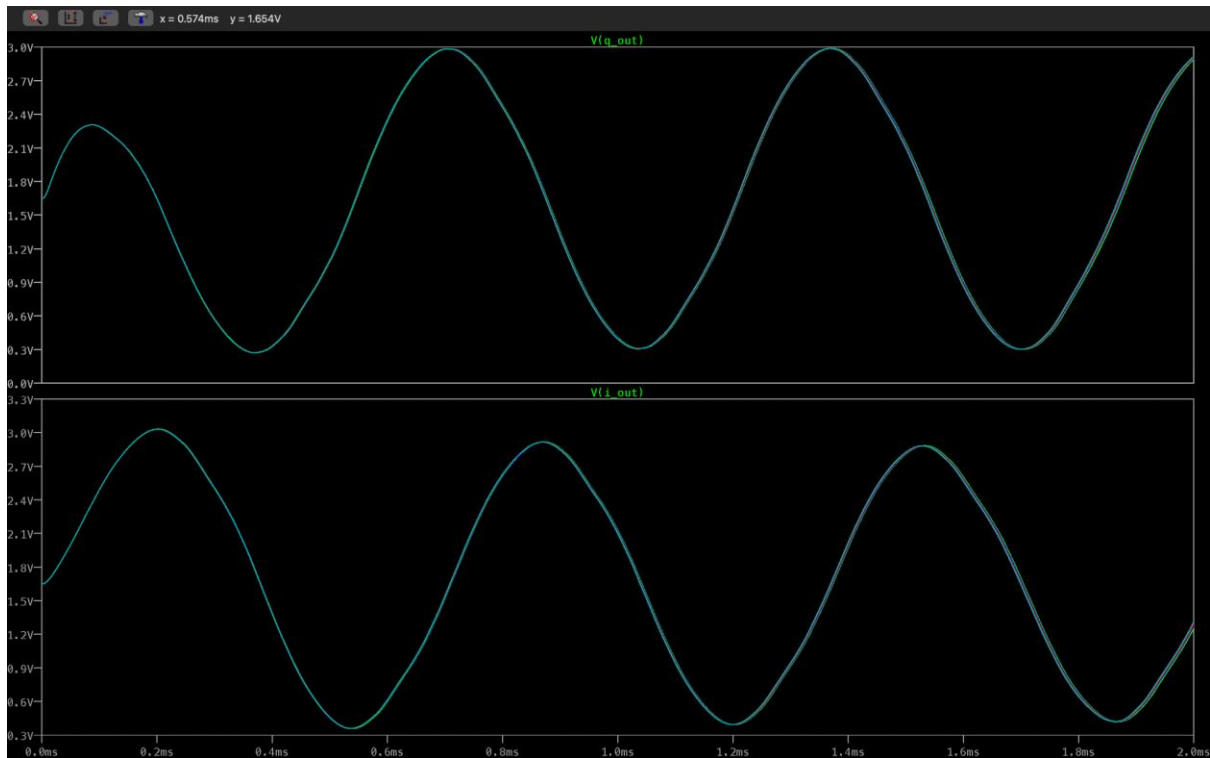 x = 0.574ms y = 1.654V
V(q_out)
3.0V
2.7V
2.4V
2.1V
1.8V
1.5V
1.2V
0.9V
0.6V
0.3V
0.0V
V(i_out)
3.3V
3.0V
2.7V
2.4V
2.1V
1.8V
1.5V
1.2V
0.9V
0.6V
0.3V
0.0ms 0.2ms 0.4ms 0.6ms 0.8ms 1.0ms 1.2ms 1.4ms 1.6ms 1.8ms 2.0ms